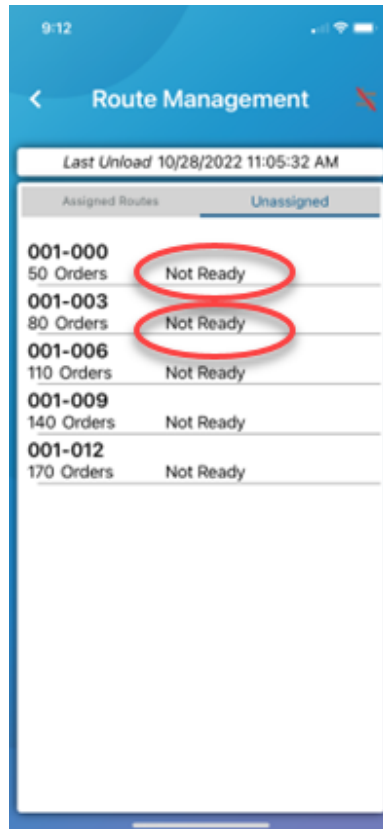 9:12
Route Management
Last Unload 10/28/2022 11:05:32 AM
Assigned Routes Unassigned
001-000
50 Orders Not Ready
001-003
80 Orders Not Ready
001-006
110 Orders Not Ready
001-009
140 Orders Not Ready
001-012
170 Orders Not Ready